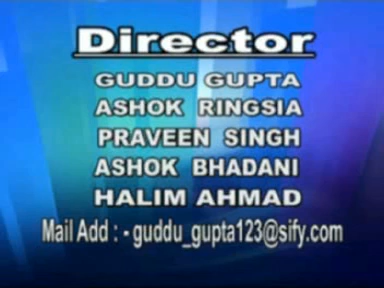 Director
GUDDU GUPTA
ASHOK RINGSIA
PRAVEEN SINGH
ASHOK BHADANI
HALIM AHMAD
Mail Add : - guddu_gupta123@sify.com